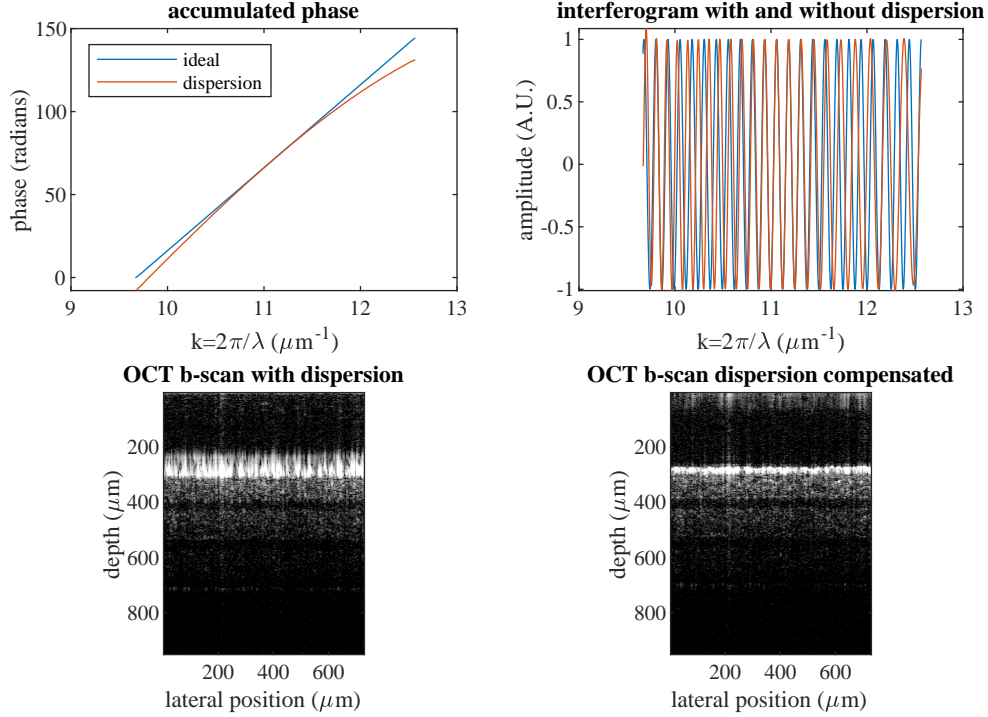 accumulated phase
150
100
50
0
phase (radians)
ideal
dispersion
9
10
11
12
13
k=2π/λ (μm⁻¹)
interferogram with and without dispersion
1
0.5
0
-0.5
-1
amplitude (A.U.)
9
10
11
12
13
k=2π/λ (μm⁻¹)
OCT b-scan with dispersion
200
400
600
800
depth (μm)
200
400
600
lateral position (μm)
OCT b-scan dispersion compensated
200
400
600
800
depth (μm)
200
400
600
lateral position (μm)